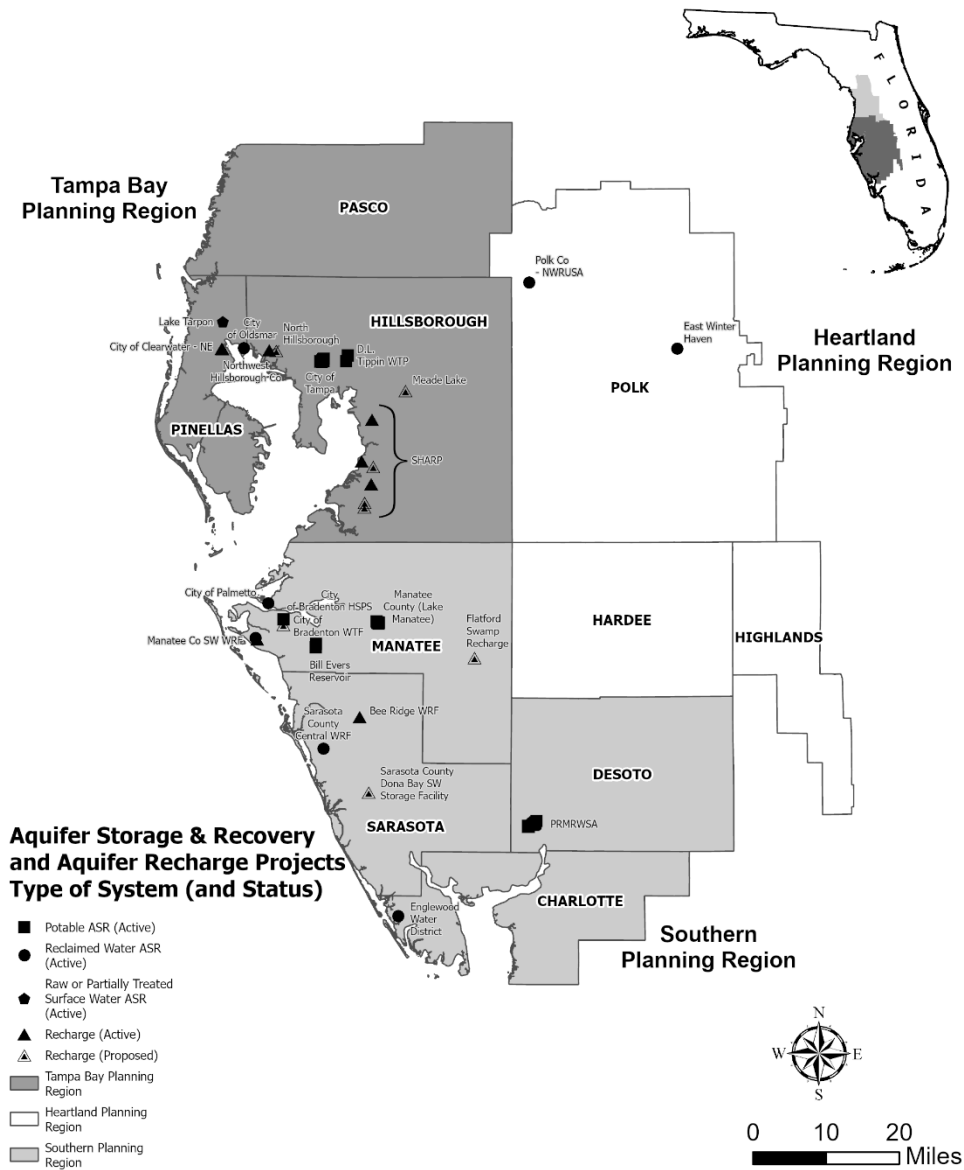 FLORIDA
Tampa Bay
Planning Region
PASCO
Polk Co
- NWRUSA
Lake Tarpon
City
of Oldsmar
North
Hillsborough
HILLSBOROUGH
East Winter
Haven
Heartland
Planning Region
City of Clearwater - NE
Northwest
Hillsborough Co
City of
Tampa
D.L.
Tippin WTP
Meade Lake
POLK
PINELLAS
SHARP
City of Palmetto
City
of Bradenton HSPS
City of
Bradenton WTF
Manatee
County (Lake
Manatee)
Flatford
Swamp
Recharge
HARDEE
HIGHLANDS
Manatee Co SW WRF
MANATEE
Bill Evers
Reservoir
Sarasota
County
Central WRF
Bee Ridge WRF
Sarasota County
Dona Bay SW
Storage Facility
DESOTO
SARASOTA
PRMRWSA
Aquifer Storage & Recovery
and Aquifer Recharge Projects
Type of System (and Status)
CHARLOTTE
Englewood
Water
District
Southern
Planning Region
Potable ASR (Active)
Reclaimed Water ASR
(Active)
Raw or Partially Treated
Surface Water ASR
(Active)
Recharge (Active)
Recharge (Proposed)
Tampa Bay Planning
Region
Heartland Planning
Region
Southern Planning
Region
N
W E
S
0 10 20
Miles